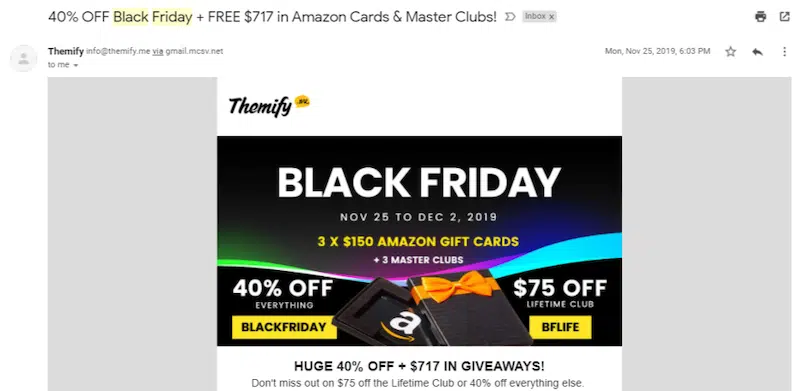 40% OFF Black Friday + FREE $717 in Amazon Cards & Master Clubs!
Inbox x
Themify info@themify.me via gmail.mcsv.net
Mon, Nov 25, 2019, 6:03 PM
to me
Themify .me
BLACK FRIDAY
NOV 25 TO DEC 2, 2019
3 X $150 AMAZON GIFT CARDS
+ 3 MASTER CLUBS
40% OFF
EVERYTHING
BLACKFRIDAY
a
$75 OFF
LIFETIME CLUB
BFLIFE
HUGE 40% OFF + $717 IN GIVEAWAYS!
Don't miss out on $75 off the Lifetime Club or 40% off everything else.